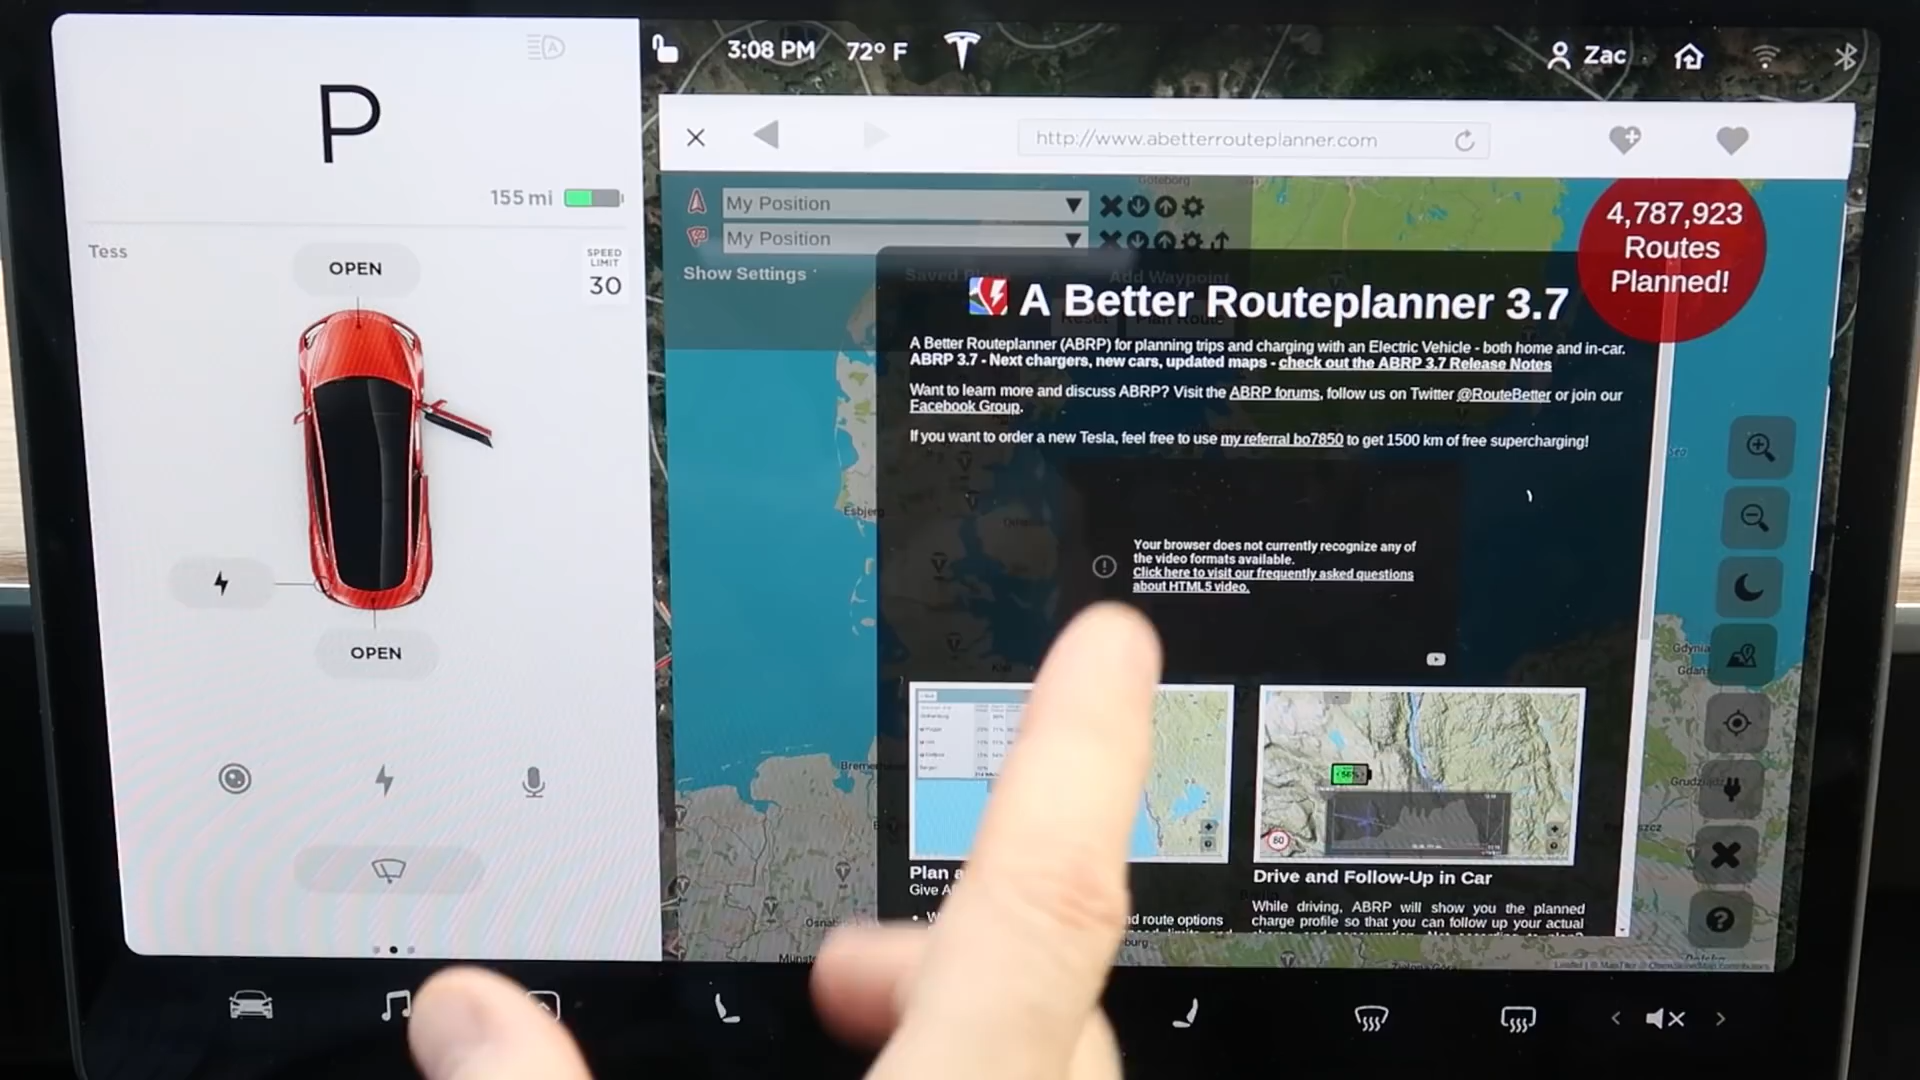 P
155 mi
Tess
OPEN
SPEED
LIMIT
30
OPEN
3:08 PM 72° F
Zac
http://www.abetterrouteplanner.com
My Position
My Position
Show Settings
Add Waypoint
4,787,923
Routes
Planned!
A Better Routeplanner 3.7
A Better Routeplanner (ABRP) for planning trips and charging with an Electric Vehicle - both home and in-car.
ABRP 3.7 - Next chargers, new cars, updated maps - check out the ABRP 3.7 Release Notes
Want to learn more and discuss ABRP? Visit the ABRP forums, follow us on Twitter @RouteBetter or join our
Facebook Group.
If you want to order a new Tesla, feel free to use my referral bo7850 to get 1500 km of free supercharging!
Your browser does not currently recognize any of
the video formats available.
Click here to visit our frequently asked questions
about HTML5 video.
Göteborg
Esbjerg
Kiel
Gdynia
56%
60
Plan
Give
Drive and Follow-Up in Car
While driving, ABRP will show you the planned
charge profile so that you can follow up your actual
route options